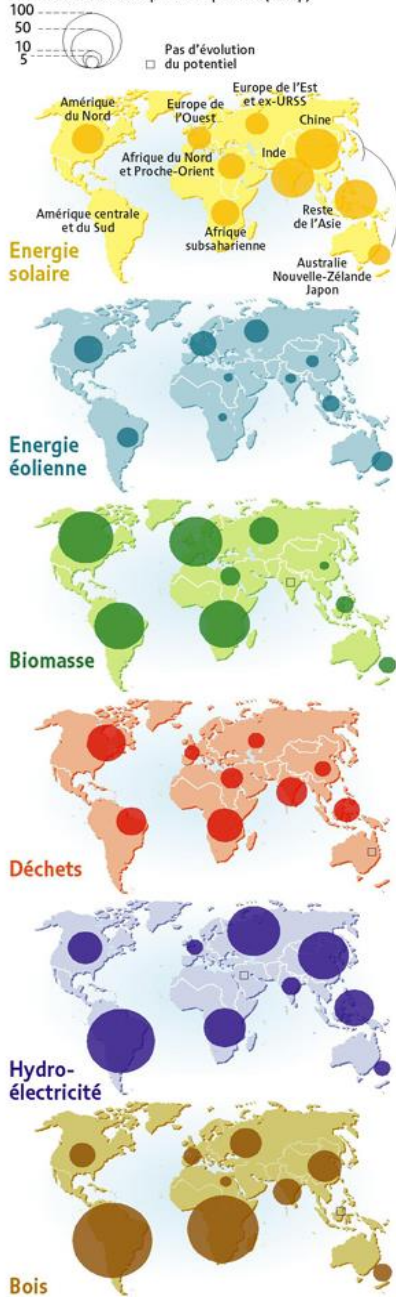 100
50
10
5
Pas d'évolution
du potentiel
Amérique
du Nord
Europe de
l'Ouest
Europe de l'Est
et ex-URSS
Chine
Afrique du Nord
et Proche-Orient
Inde
Amérique centrale
et du Sud
Afrique
subsaharienne
Reste
de l'Asie
Australie
Nouvelle-Zélande
Japon
Energie
solaire
Energie
éolienne
Biomasse
Déchets
Hydro-
électricité
Bois